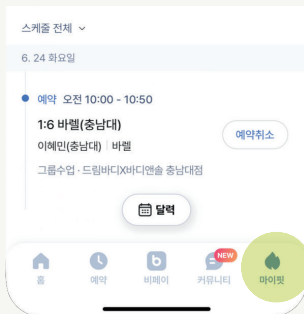 스케줄 전체
6. 24 화요일
예약 오전 10:00 - 10:50
1:6 바렐(충남대)
이혜민(충남대) | 바렐
예약취소
그룹수업 · 드림바디X바디앤솔 충남대점
달력
홈
예약
비페이
NEW
커뮤니티
마이핏